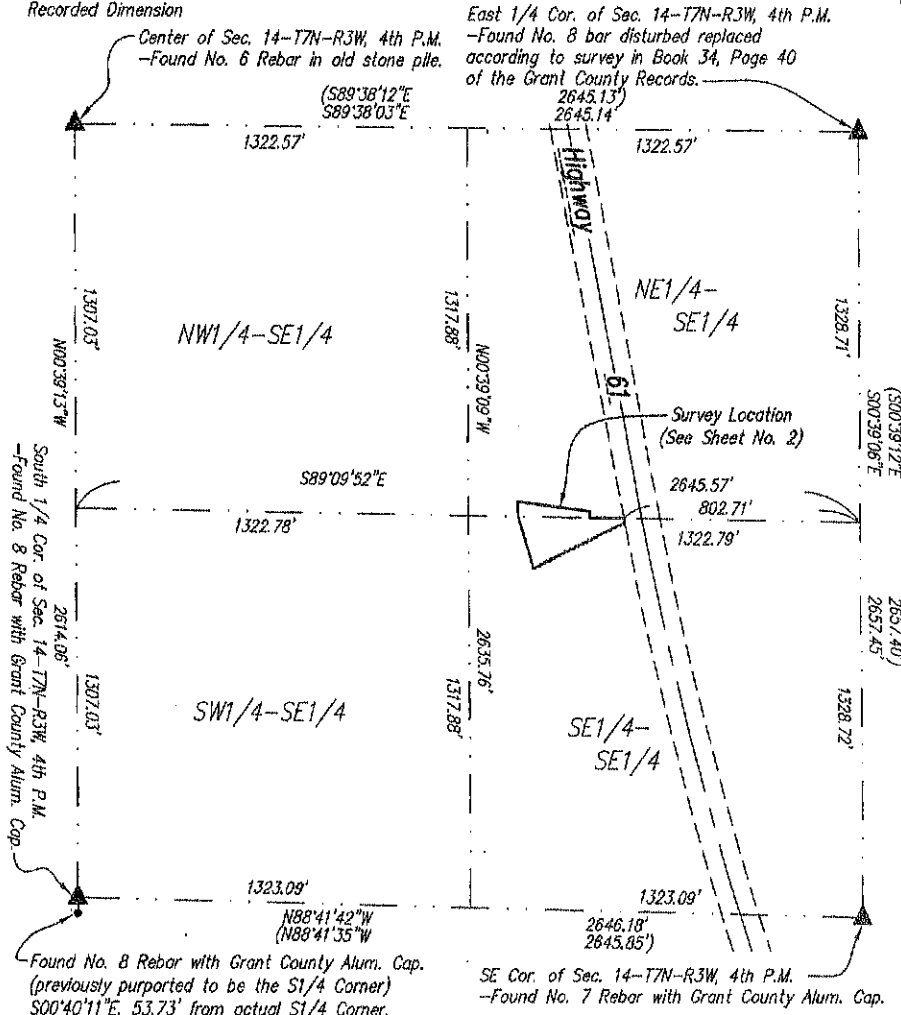 Recorded Dimension
Center of Sec. 14-T7N-R3W, 4th P.M.
-Found No. 6 Rebar in old stone pile.
East 1/4 Cor. of Sec. 14-T7N-R3W, 4th P.M.
-Found No. 8 bar disturbed replaced
according to survey in Book 34, Page 40
of the Grant County Records.
(S89°38'12"E
S89°38'03"E
2645.13')
2645.14'
1322.57'
1322.57'
Highway
61
NW1/4-SE1/4
NE1/4-
SE1/4
1307.03'
N00°39'13"W
1317.88'
N00°39'09"W
1328.71'
(S00°39'12"E
S00°39'06"E
Survey Location
(See Sheet No. 2)
S89°09'52"E
2645.57'
802.71'
1322.78'
1322.79'
South 1/4 Cor. of Sec. 14-T7N-R3W, 4th P.M.
-Found No. 8 Rebar with Grant County Alum. Cap.
2614.06'
1307.03'
2635.76'
1317.88'
2657.40')
2657.45'
1328.72'
SW1/4-SE1/4
SE1/4-
SE1/4
1323.09'
1323.09'
N88°41'42"W
(N88°41'35"W
2646.18'
2645.85')
Found No. 8 Rebar with Grant County Alum. Cap.
(previously purported to be the S1/4 Corner)
S00°40'11"E, 53.73' from actual S1/4 Corner.
SE Cor. of Sec. 14-T7N-R3W, 4th P.M.
-Found No. 7 Rebar with Grant County Alum. Cap.